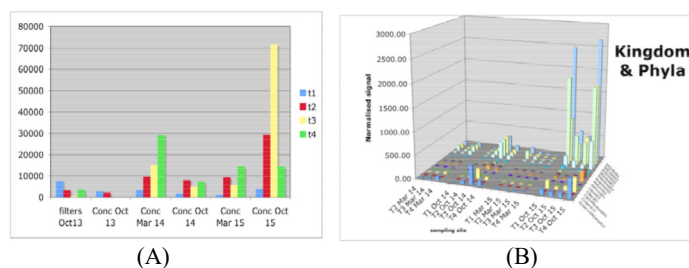 80000
70000
60000
50000
40000
30000
20000
10000
0
filters Oct13
Conc Oct 13
Conc Mar 14
Conc Oct 14
Conc Mar 15
Conc Oct 15
t1
t2
t3
t4
(A)
Kingdom
& Phyla
Normalised signal
3000.00
2500.00
2000.00
1500.00
1000.00
500.00
0.00
T2 Mar 14
T3 Mar 14
T4 Mar 14
T1 Oct 14
T2 Oct 14
T3 Oct 14
T4 Oct 14
T1 Mar 15
T2 Mar 15
T3 Mar 15
T4 Mar 15
T1 Oct 15
T2 Oct 15
T3 Oct 15
T4 Oct 15
sampling site
(B)